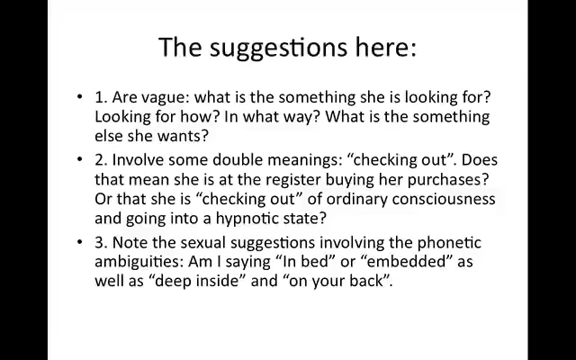 The suggestions here:
• 1. Are vague: what is the something she is looking for?
Looking for how? In what way? What is the something
else she wants?
• 2. Involve some double meanings: “checking out”. Does
that mean she is at the register buying her purchases?
Or that she is “checking out” of ordinary consciousness
and going into a hypnotic state?
• 3. Note the sexual suggestions involving the phonetic
ambiguities: Am I saying “In bed” or “embedded” as
well as “deep inside” and “on your back”.